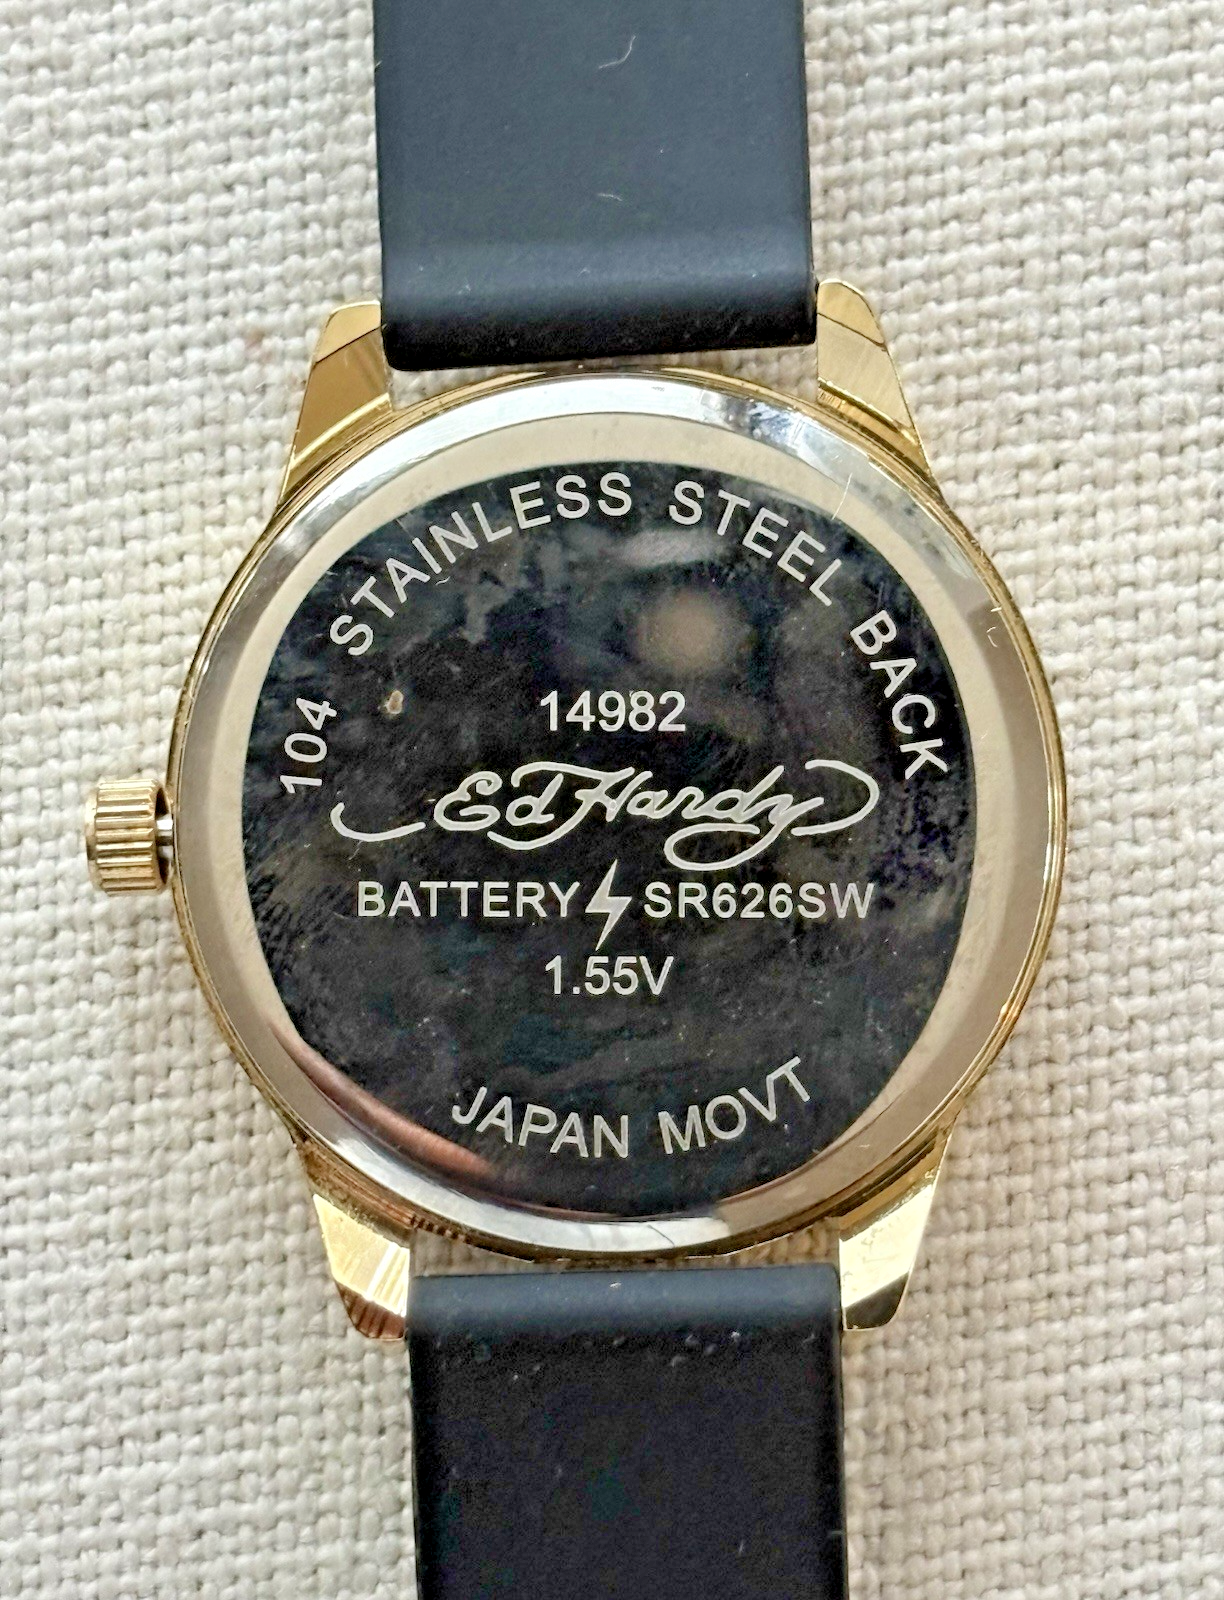 104 STAINLESS STEEL BACK
14982
Ed Hardy
BATTERY SR626SW
1.55V
JAPAN MOVT